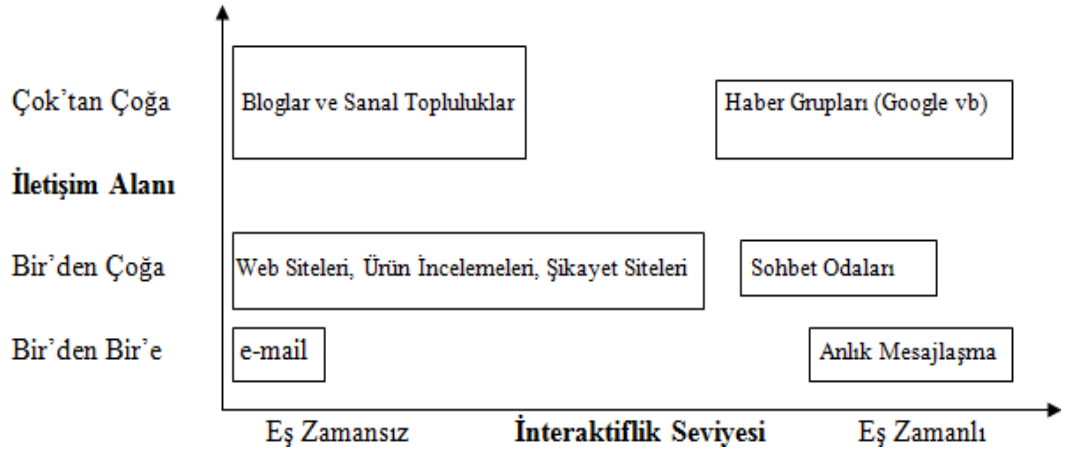 Çok’tan Çoğa
Bloglar ve Sanal Topluluklar
Haber Grupları (Google vb)
İletişim Alanı
Bir’den Çoğa
Web Siteleri, Ürün İncelemeleri, Şikayet Siteleri
Sohbet Odaları
Bir’den Bir’e
e-mail
Anlık Mesajlaşma
Eş Zamansız
İnteraktiflik Seviyesi
Eş Zamanlı